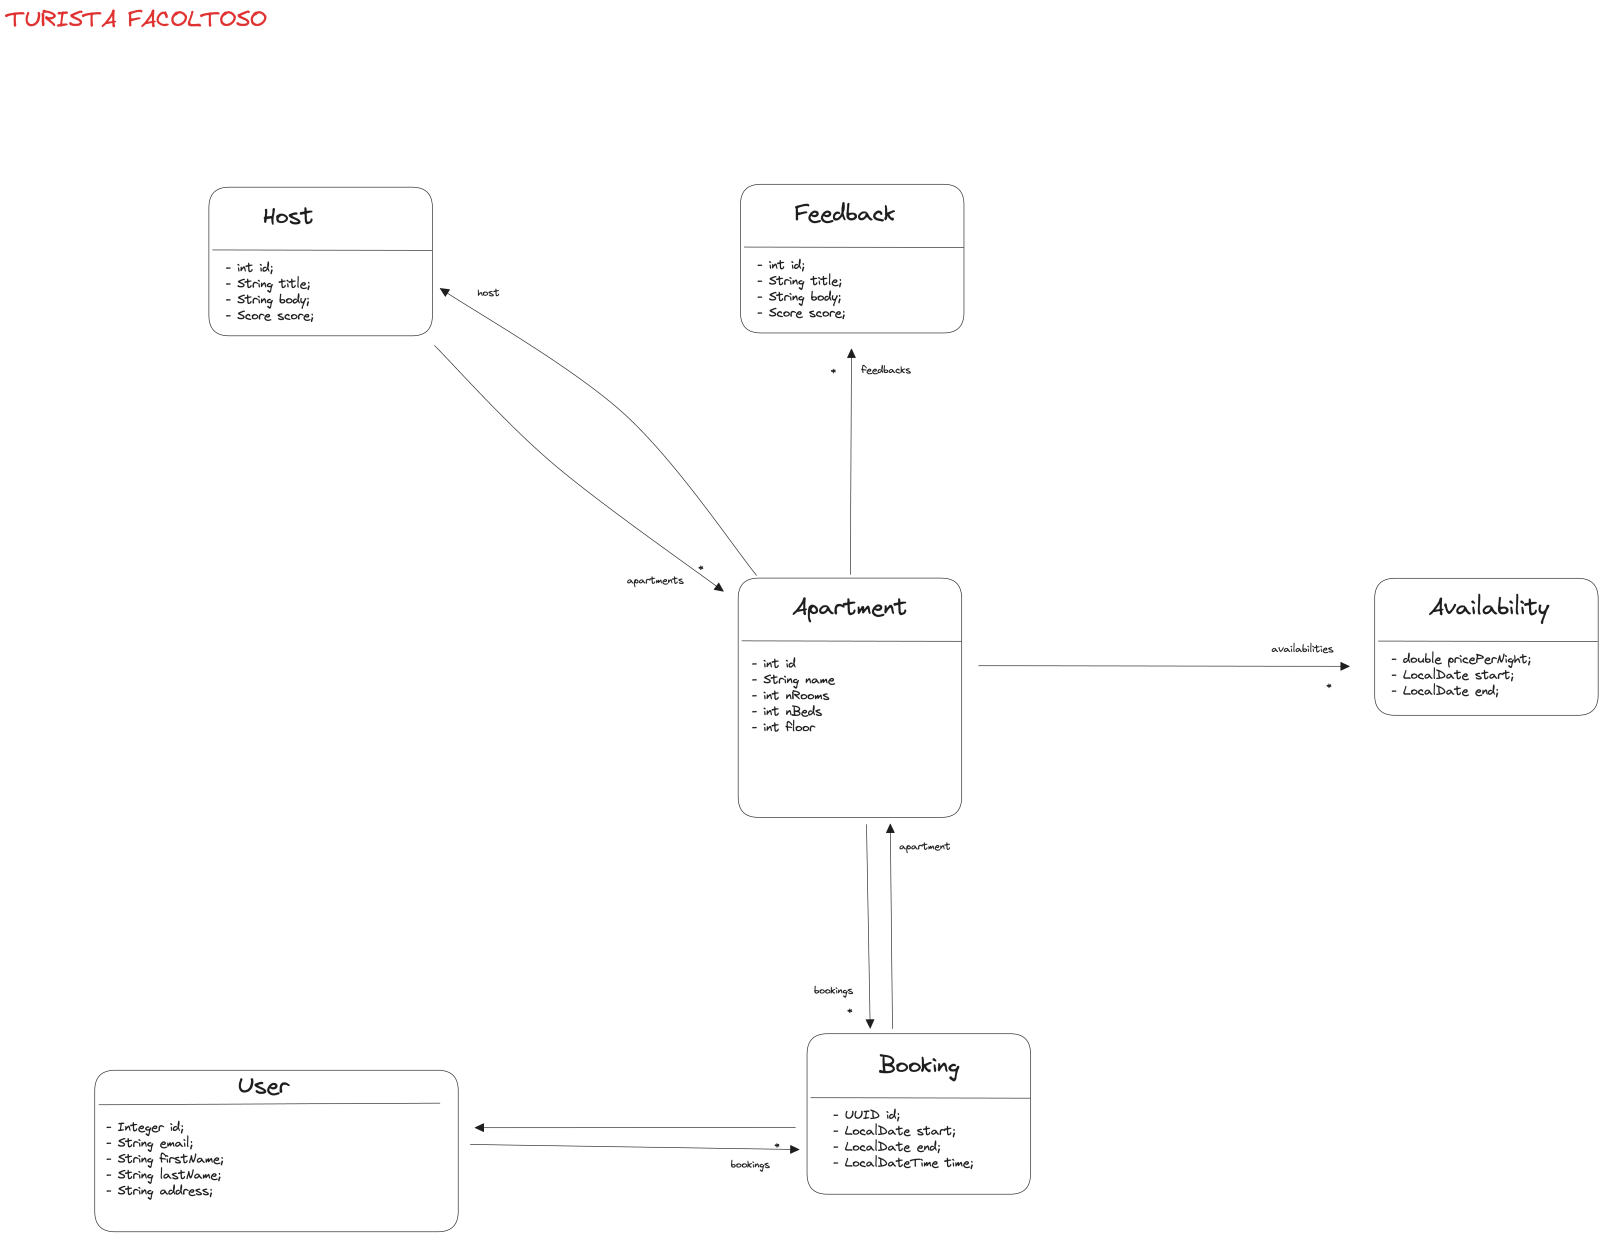 TURISTA FACOLTOSO
Host
- int id;
- String title;
- String body;
- Score score;
Feedback
- int id;
- String title;
- String body;
- Score score;
host
* feedbacks
*
apartments
Apartment
- int id
- String name
- int nRooms
- int nBeds
- int floor
availabilities
*
Availability
- double pricePerNight;
- LocalDate start;
- LocalDate end;
apartment
bookings
*
Booking
- UUID id;
- LocalDate start;
- LocalDate end;
- LocalDateTime time;
User
- Integer id;
- String email;
- String firstName;
- String lastName;
- String address;
*
bookings